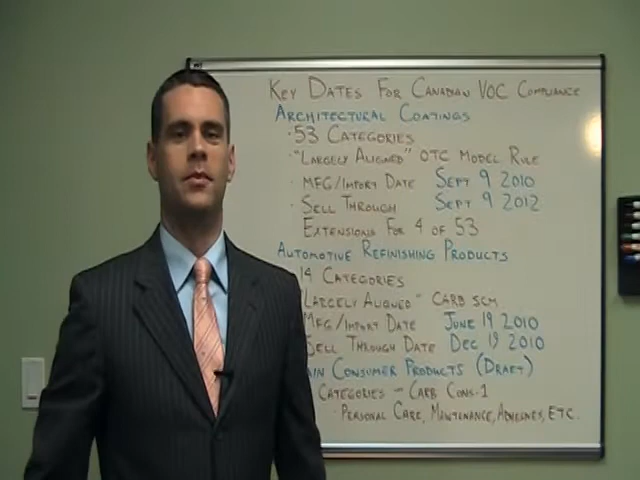 Key Dates For Canadian VOC Compliance
Architectural Coatings
· 53 Categories
· "Largely Aligned" OTC Model Rule
· MFG/Import Date Sept 9 2010
· Sell Through Sept 9 2012
Extensions For 4 of 53
Automotive Refinishing Products
14 Categories
"Largely Aligned" CARB SCM
MFG/Import Date June 19 2010
Sell Through Date Dec 19 2010
Consumer Products (Draft)
Categories – CARB Cons-1
· Personal Care, Maintenance, Adhesives, Etc.